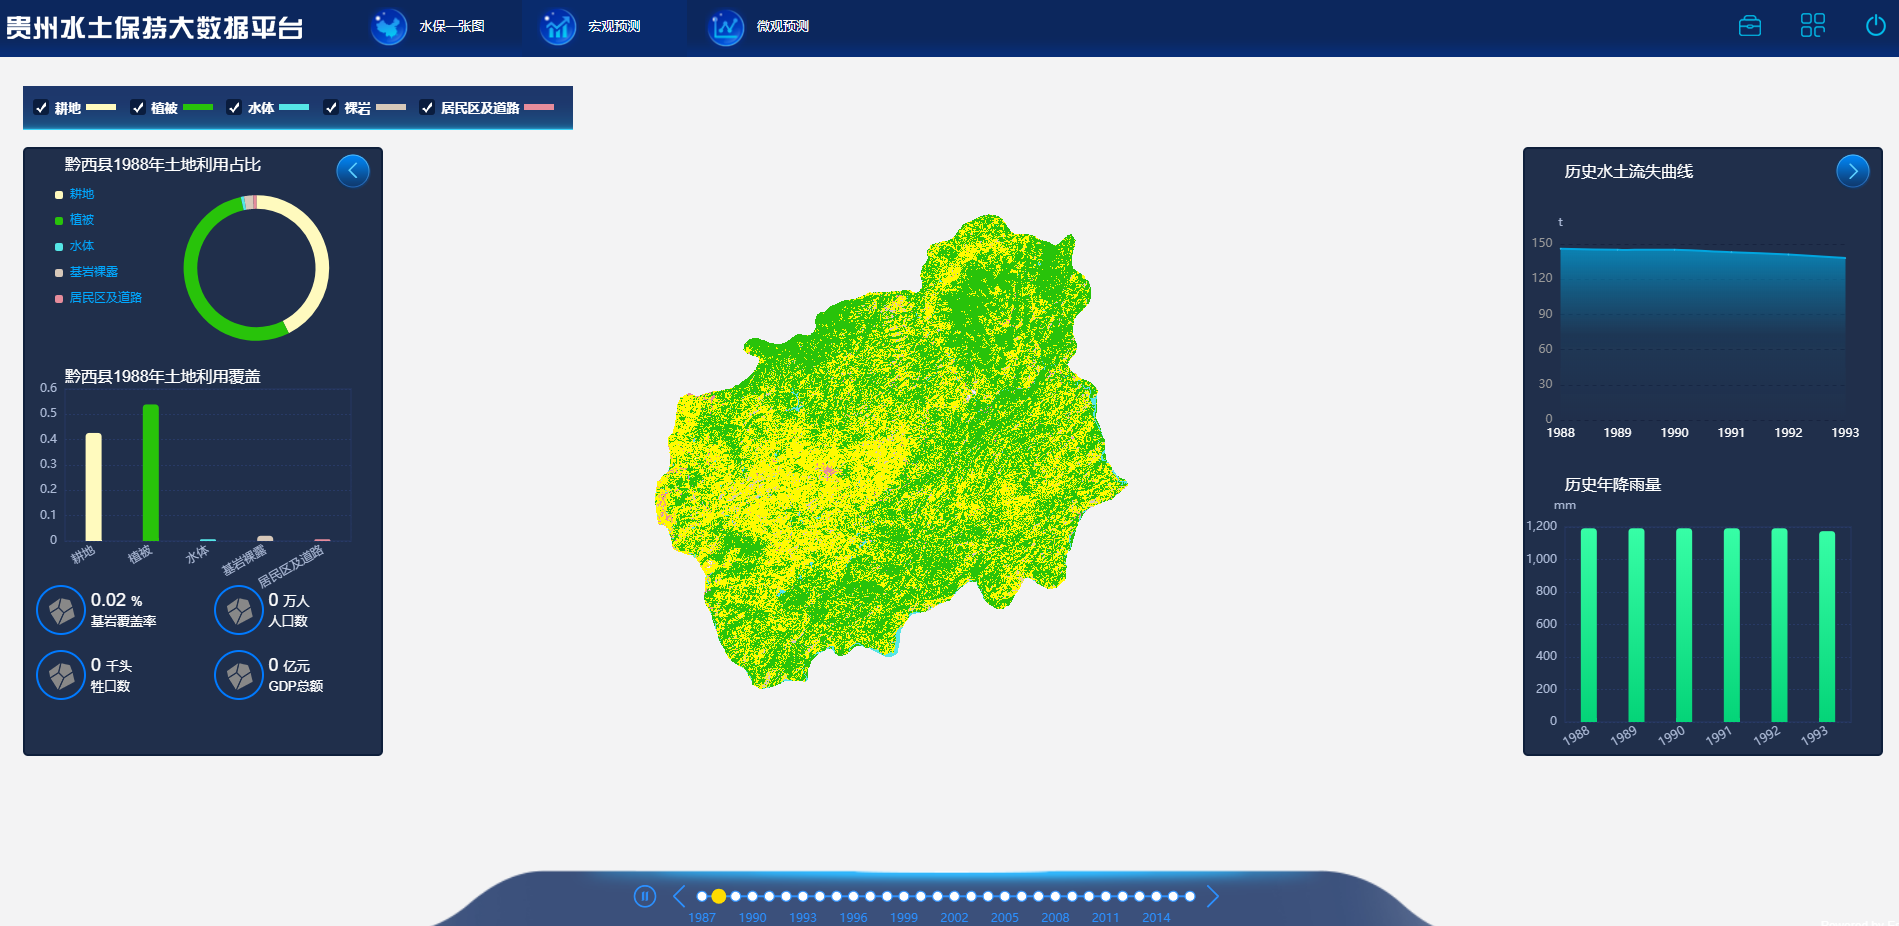 贵州水土保持大数据平台
水保一张图
宏观预测
微观预测
耕地
植被
水体
裸岩
居民区及道路
黔西县1988年土地利用占比
耕地
植被
水体
基岩裸露
居民区及道路
黔西县1988年土地利用覆盖
0.6
0.5
0.4
0.3
0.2
0.1
0
耕地
植被
水体
基岩裸露
居民区及道路
0.02 %
基岩覆盖率
0 万人
人口数
0 千头
牲口数
0 亿元
GDP总额
历史水土流失曲线
t
150
120
90
60
30
0
1988 1989 1990 1991 1992 1993
历史年降雨量
mm
1,200
1,000
800
600
400
200
0
1988 1989 1990 1991 1992 1993
1987 1990 1993 1996 1999 2002 2005 2008 2011 2014